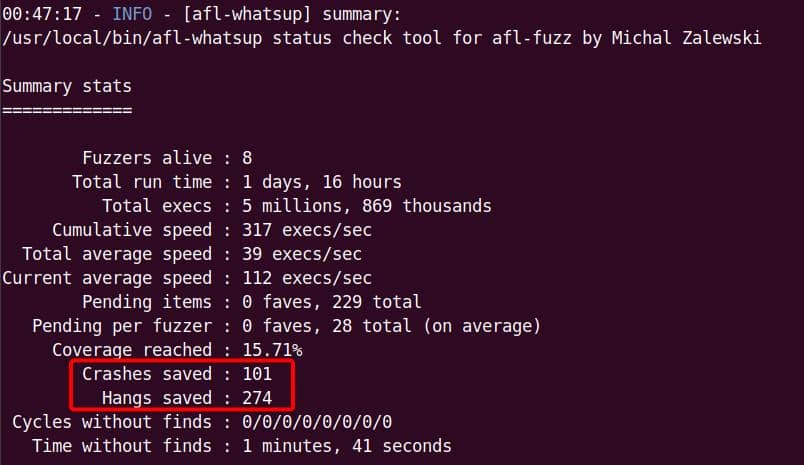 00:47:17 - INFO - [afl-whatsup] summary:
/usr/local/bin/afl-whatsup status check tool for afl-fuzz by Michal Zalewski
Summary stats
=============
Fuzzers alive : 8
Total run time : 1 days, 16 hours
Total execs : 5 millions, 869 thousands
Cumulative speed : 317 execs/sec
Total average speed : 39 execs/sec
Current average speed : 112 execs/sec
Pending items : 0 faves, 229 total
Pending per fuzzer : 0 faves, 28 total (on average)
Coverage reached : 15.71%
Crashes saved : 101
Hangs saved : 274
Cycles without finds : 0/0/0/0/0/0/0/0
Time without finds : 1 minutes, 41 seconds